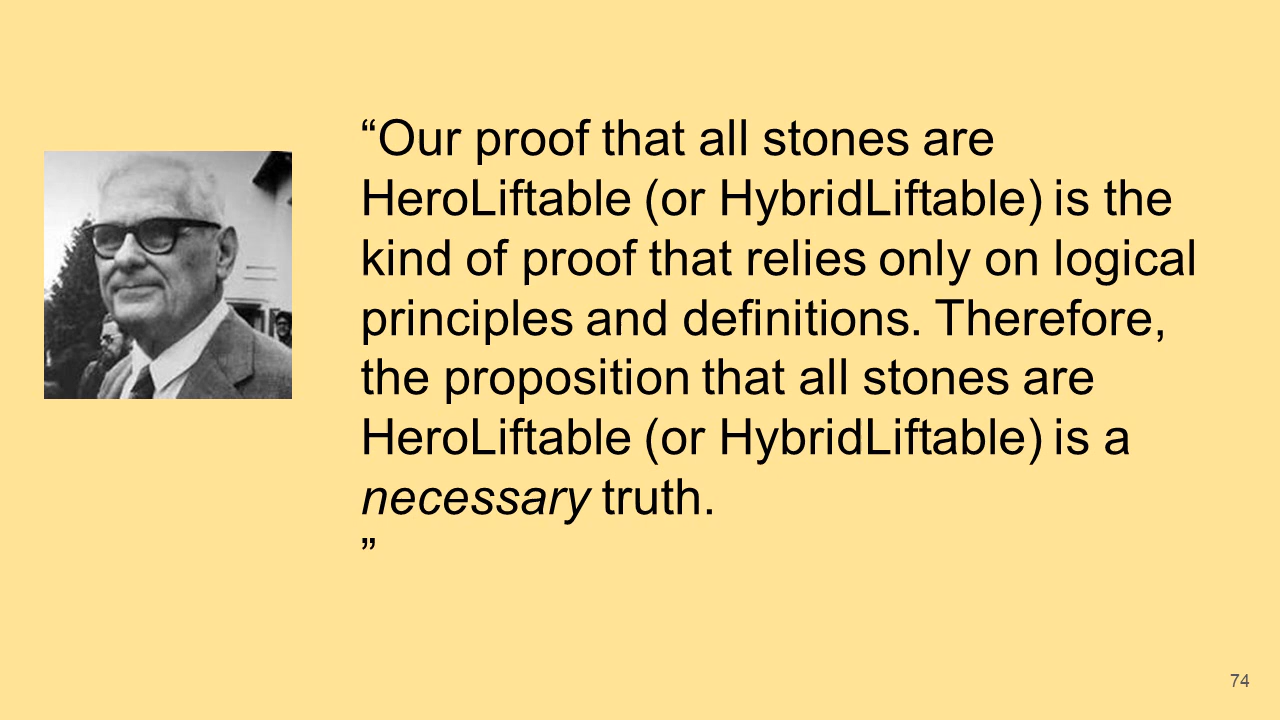 “Our proof that all stones are
HeroLiftable (or HybridLiftable) is the
kind of proof that relies only on logical
principles and definitions. Therefore,
the proposition that all stones are
HeroLiftable (or HybridLiftable) is a
necessary truth.
”
74